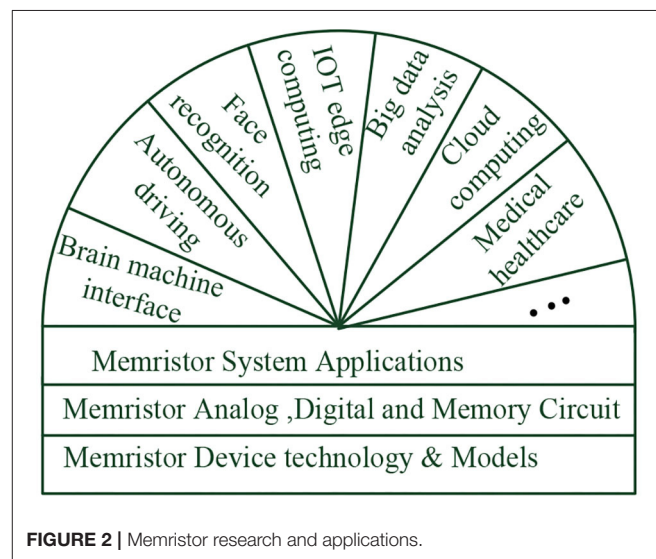 Brain machine
interface
Autonomous
driving
Face
recognition
IOT edge
computing
Big data
analysis
Cloud
computing
Medical
healthcare
...
Memristor System Applications
Memristor Analog ,Digital and Memory Circuit
Memristor Device technology & Models
FIGURE 2 | Memristor research and applications.